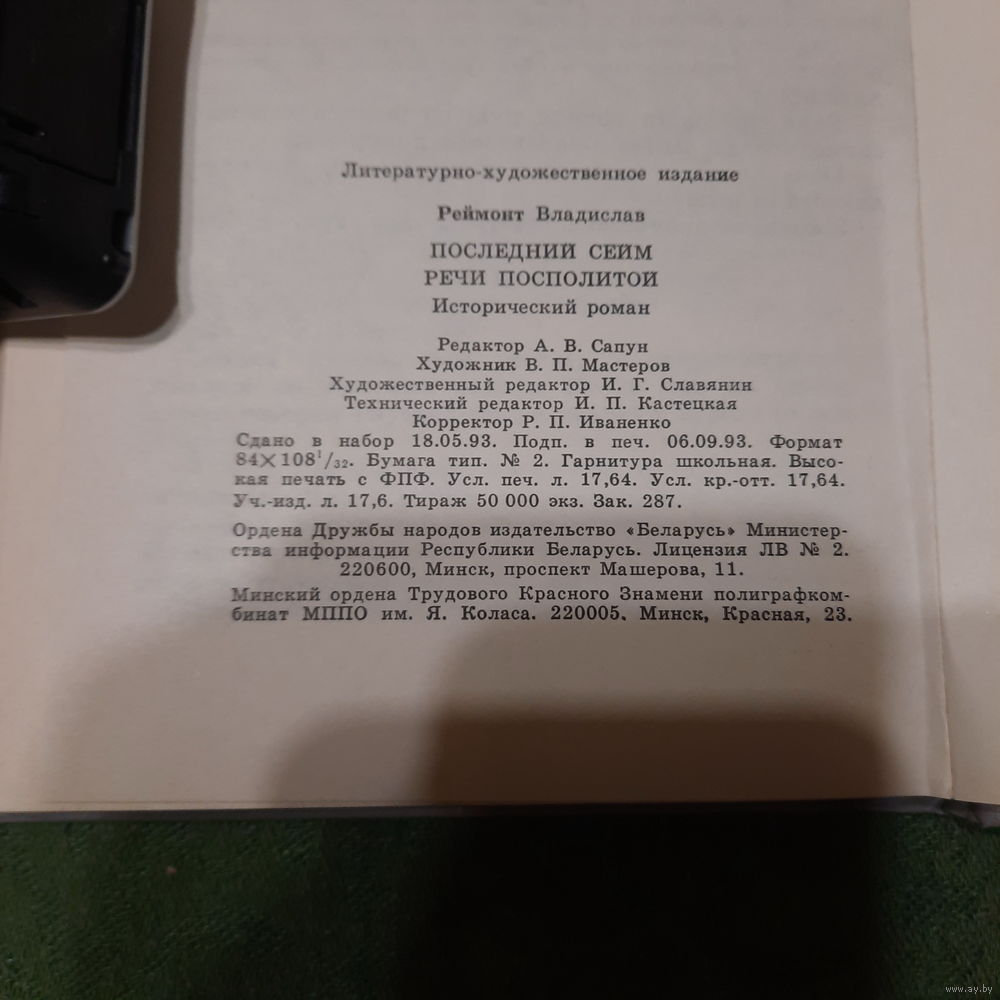 Литературно-художественное издание
Реймонт Владислав
ПОСЛЕДНИЙ СЕЙМ
РЕЧИ ПОСПОЛИТОЙ
Исторический роман
Редактор А. В. Сапун
Художник В. П. Мастеров
Художественный редактор И. Г. Славянин
Технический редактор И. П. Кастецкая
Корректор Р. П. Иваненко
Сдано в набор 18.05.93. Подп. в печ. 06.09.93. Формат
84×108¹/₃₂. Бумага тип. № 2. Гарнитура школьная. Высо-
кая печать с ФПФ. Усл. печ. л. 17,64. Усл. кр.-отт. 17,64.
Уч.-изд. л. 17,6. Тираж 50 000 экз. Зак. 287.
Ордена Дружбы народов издательство «Беларусь» Министер-
ства информации Республики Беларусь. Лицензия ЛВ № 2.
220600, Минск, проспект Машерова, 11.
Минский ордена Трудового Красного Знамени полиграфком-
бинат МППО им. Я. Коласа. 220005. Минск, Красная, 23.
www.ay.by